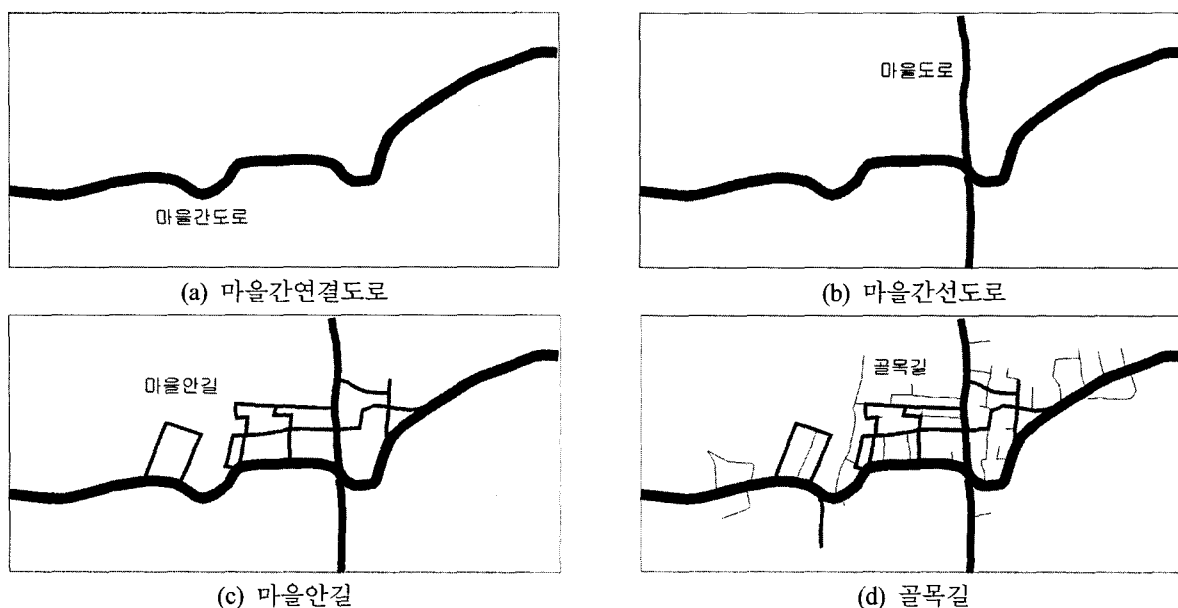 마을간도로
(a) 마을간연결도로
마을도로
(b) 마을간선도로
마을안길
(c) 마을안길
골목길
(d) 골목길